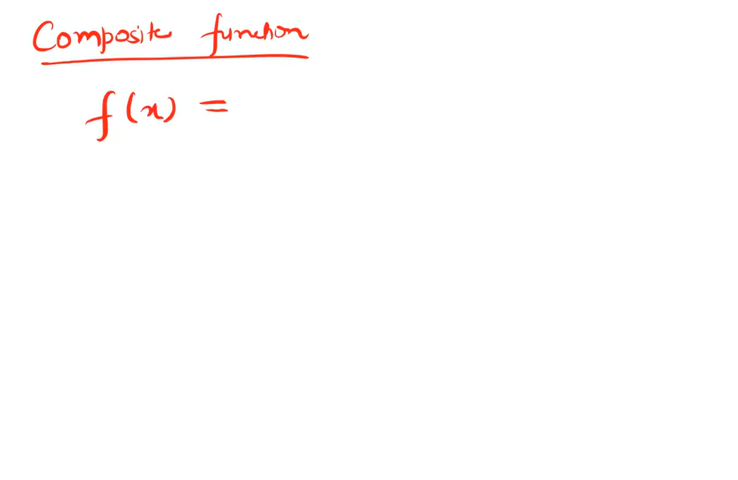 Composite function
f(x) =